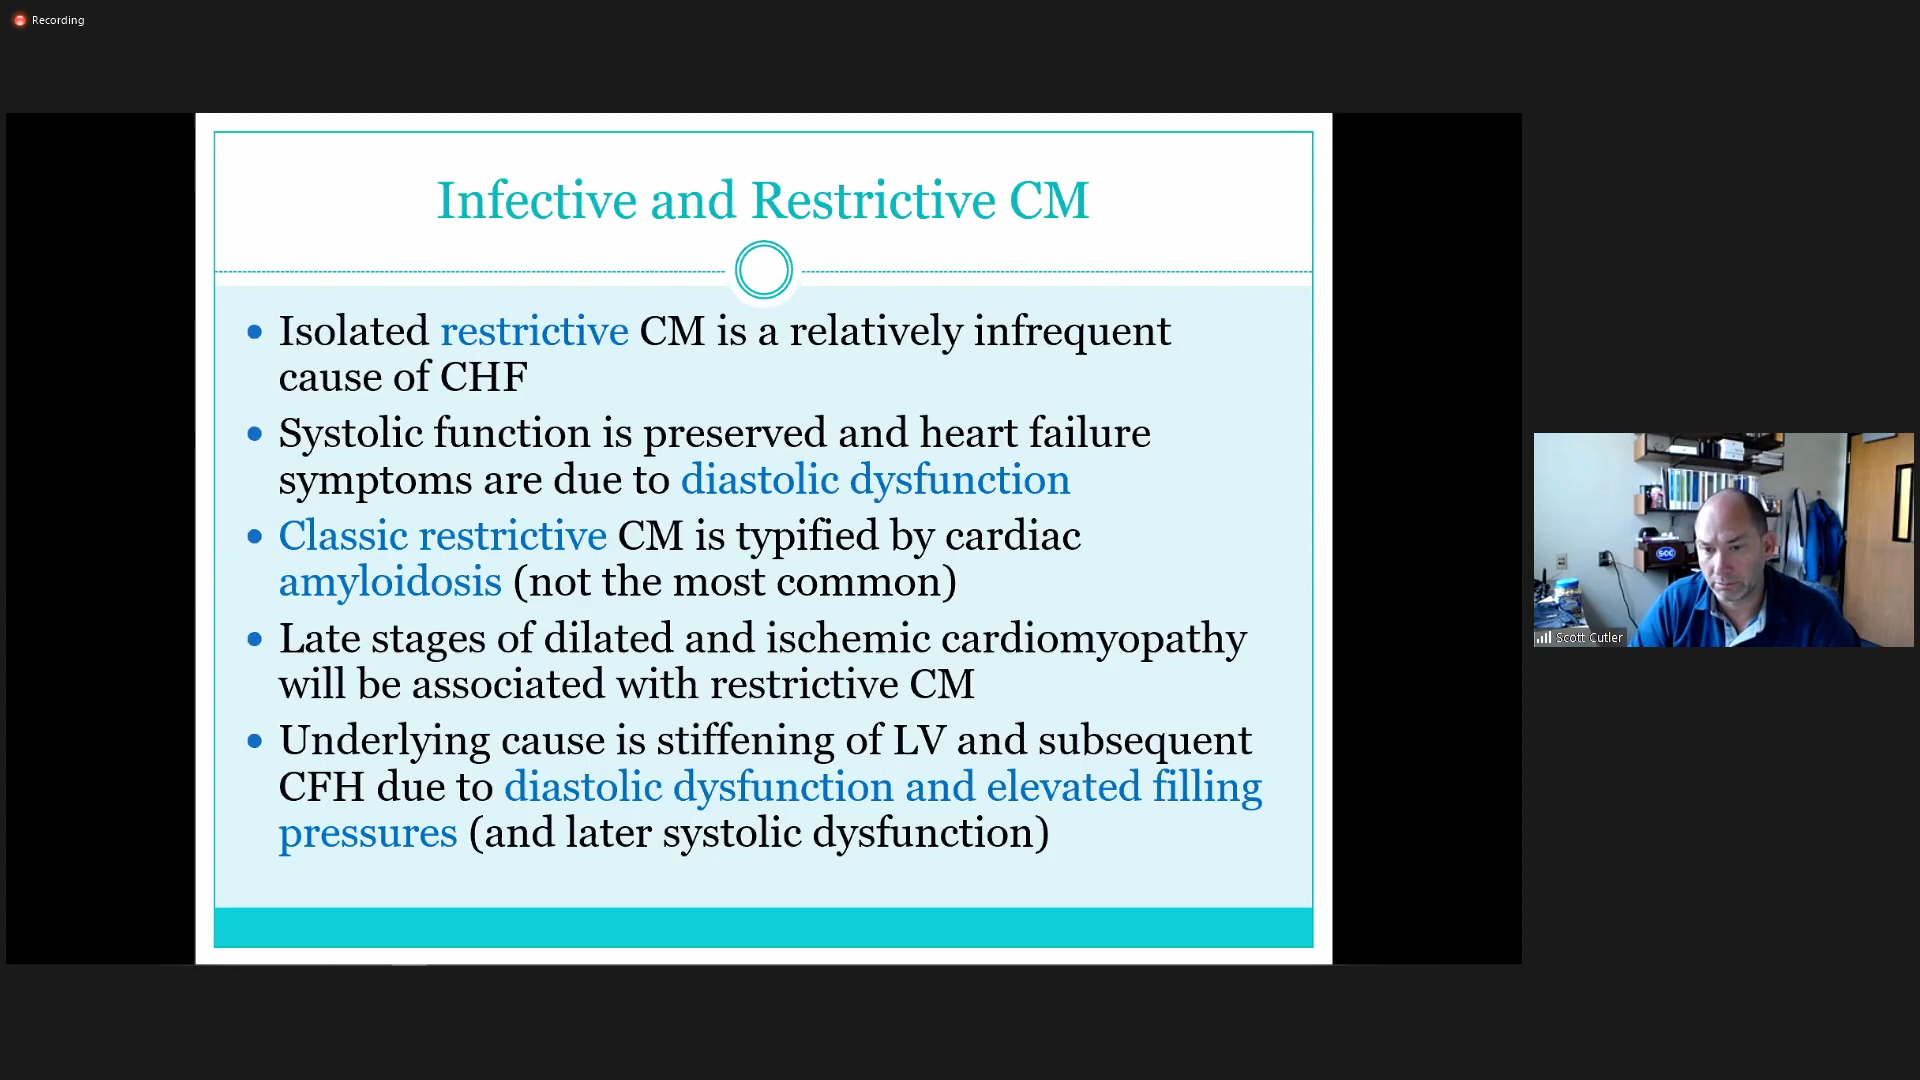 Recording
Infective and Restrictive CM
• Isolated restrictive CM is a relatively infrequent
cause of CHF
• Systolic function is preserved and heart failure
symptoms are due to diastolic dysfunction
• Classic restrictive CM is typified by cardiac
amyloidosis (not the most common)
• Late stages of dilated and ischemic cardiomyopathy
will be associated with restrictive CM
• Underlying cause is stiffening of LV and subsequent
CFH due to diastolic dysfunction and elevated filling
pressures (and later systolic dysfunction)
SCC
Scott Cutler